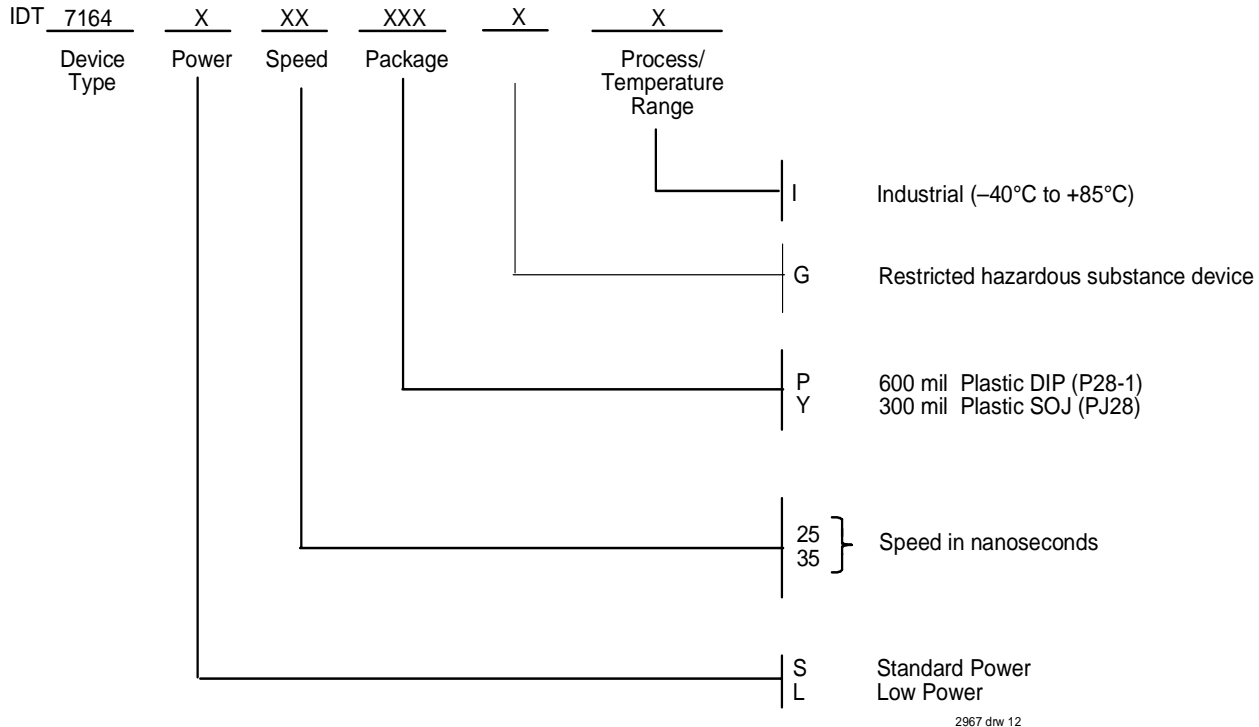 IDT 7164 X XX XXX X X
Device Type Power Speed Package Process/ Temperature Range
I Industrial (–40°C to +85°C)
G Restricted hazardous substance device
P 600 mil Plastic DIP (P28-1)
Y 300 mil Plastic SOJ (PJ28)
25
35
Speed in nanoseconds
S Standard Power
L Low Power
2967 drw 12